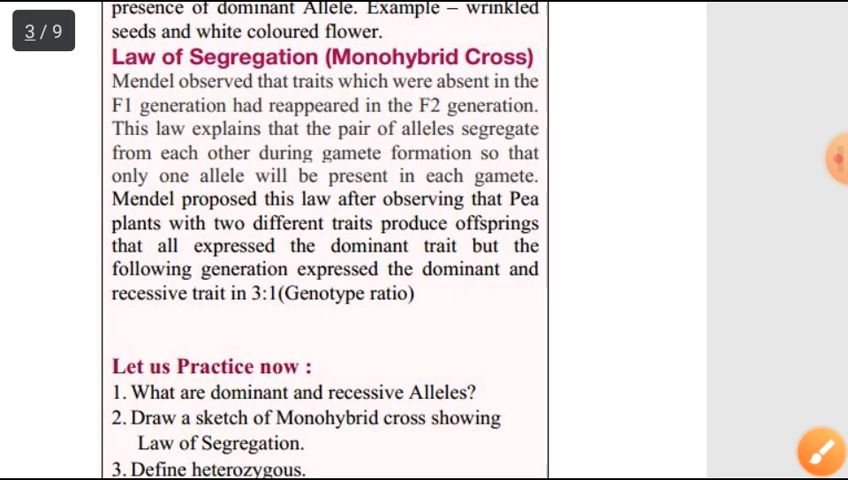 3 / 9
presence of dominant Allele. Example – wrinkled
seeds and white coloured flower.
Law of Segregation (Monohybrid Cross)
Mendel observed that traits which were absent in the
F1 generation had reappeared in the F2 generation.
This law explains that the pair of alleles segregate
from each other during gamete formation so that
only one allele will be present in each gamete.
Mendel proposed this law after observing that Pea
plants with two different traits produce offsprings
that all expressed the dominant trait but the
following generation expressed the dominant and
recessive trait in 3:1(Genotype ratio)
Let us Practice now :
1. What are dominant and recessive Alleles?
2. Draw a sketch of Monohybrid cross showing
Law of Segregation.
3. Define heterozygous.